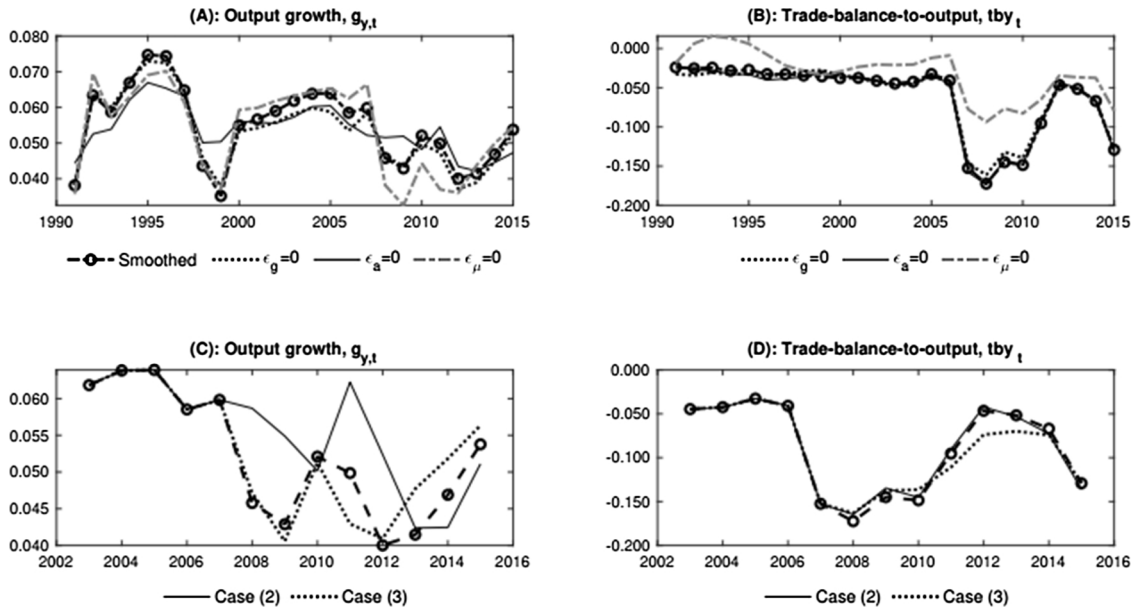 (A): Output growth, g_y,t
0.080
0.070
0.060
0.050
0.040
1990 1995 2000 2005 2010 2015
Smoothed ϵ_g=0 ϵ_a=0 ϵ_μ=0
(B): Trade-balance-to-output, tby_t
0.000
-0.050
-0.100
-0.150
-0.200
1990 1995 2000 2005 2010 2015
ϵ_g=0 ϵ_a=0 ϵ_μ=0
(C): Output growth, g_y,t
0.060
0.055
0.050
0.045
0.040
2002 2004 2006 2008 2010 2012 2014 2016
Case (2) Case (3)
(D): Trade-balance-to-output, tby_t
0.000
-0.050
-0.100
-0.150
-0.200
2002 2004 2006 2008 2010 2012 2014 2016
Case (2) Case (3)